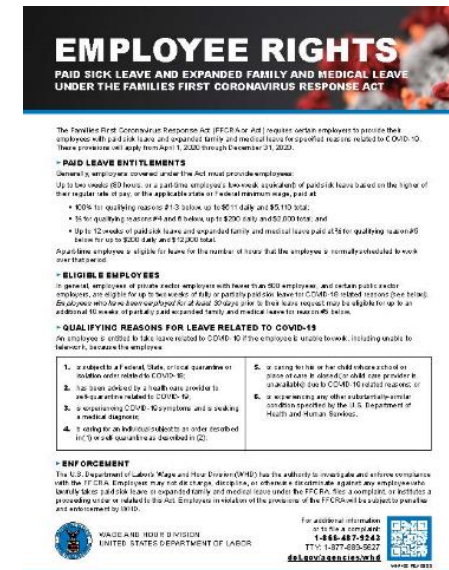 EMPLOYEE RIGHTS
PAID SICK LEAVE AND EXPANDED FAMILY AND MEDICAL LEAVE
UNDER THE FAMILIES FIRST CORONAVIRUS RESPONSE ACT
The Families First Coronavirus Response Act (FFCRA or Act) requires certain employers to provide their
employees with paid sick leave and expanded family and medical leave for specified reasons related to COVID-19.
These provisions will apply from April 1, 2020 through December 31, 2020.
▸ PAID LEAVE ENTITLEMENTS
Generally, employers covered under the Act must provide employees:
Up to two weeks (80 hours, or a part-time employee's two-week equivalent) of paid sick leave based on the higher of
their regular rate of pay, or the applicable state or Federal minimum wage, paid at:
• 100% for qualifying reasons #1-3 below, up to $511 daily and $5,110 total;
• ⅔ for qualifying reasons #4 and 6 below, up to $200 daily and $2,000 total; and
• Up to 12 weeks of paid sick leave and expanded family and medical leave paid at ⅔ for qualifying reason #5
below for up to $200 daily and $12,000 total.
A part-time employee is eligible for leave for the number of hours that the employee is normally scheduled to work
over that period.
▸ ELIGIBLE EMPLOYEES
In general, employees of private sector employers with fewer than 500 employees, and certain public sector
employers, are eligible for up to two weeks of fully or partially paid sick leave for COVID-19 related reasons (see below).
Employees who have been employed for at least 30 days prior to their leave request may be eligible for up to an
additional 10 weeks of partially paid expanded family and medical leave for reason #5 below.
▸ QUALIFYING REASONS FOR LEAVE RELATED TO COVID-19
An employee is entitled to take leave related to COVID-19 if the employee is unable to work, including unable to
telework, because the employee:
1. is subject to a Federal, State, or local quarantine or
isolation order related to COVID-19;
2. has been advised by a health care provider to
self-quarantine related to COVID-19;
3. is experiencing COVID-19 symptoms and is seeking
a medical diagnosis;
4. is caring for an individual subject to an order described
in (1) or self-quarantine as described in (2);
5. is caring for his or her child whose school or
place of care is closed (or child care provider is
unavailable) due to COVID-19 related reasons; or
6. is experiencing any other substantially-similar
condition specified by the U.S. Department of
Health and Human Services.
▸ ENFORCEMENT
The U.S. Department of Labor's Wage and Hour Division (WHD) has the authority to investigate and enforce compliance
with the FFCRA. Employers may not discharge, discipline, or otherwise discriminate against any employee who
lawfully takes paid sick leave or expanded family and medical leave under the FFCRA, files a complaint, or institutes a
proceeding under or related to this Act. Employers in violation of the provisions of the FFCRA will be subject to penalties
and enforcement by WHD.
WAGE AND HOUR DIVISION
UNITED STATES DEPARTMENT OF LABOR
For additional information
or to file a complaint:
1-866-487-9243
TTY: 1-877-889-5627
dol.gov/agencies/whd